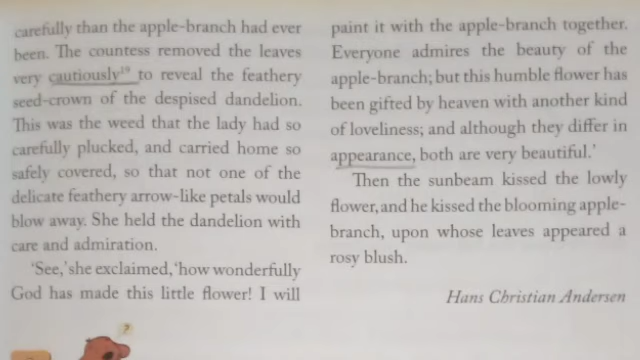 carefully than the apple-branch had ever
been. The countess removed the leaves
very cautiously¹⁹ to reveal the feathery
seed-crown of the despised dandelion.
This was the weed that the lady had so
carefully plucked, and carried home so
safely covered, so that not one of the
delicate feathery arrow-like petals would
blow away. She held the dandelion with
care and admiration.
'See,' she exclaimed, 'how wonderfully
God has made this little flower! I will
paint it with the apple-branch together.
Everyone admires the beauty of the
apple-branch; but this humble flower has
been gifted by heaven with another kind
of loveliness; and although they differ in
appearance, both are very beautiful.'
Then the sunbeam kissed the lowly
flower, and he kissed the blooming apple-
branch, upon whose leaves appeared a
rosy blush.
Hans Christian Andersen
?